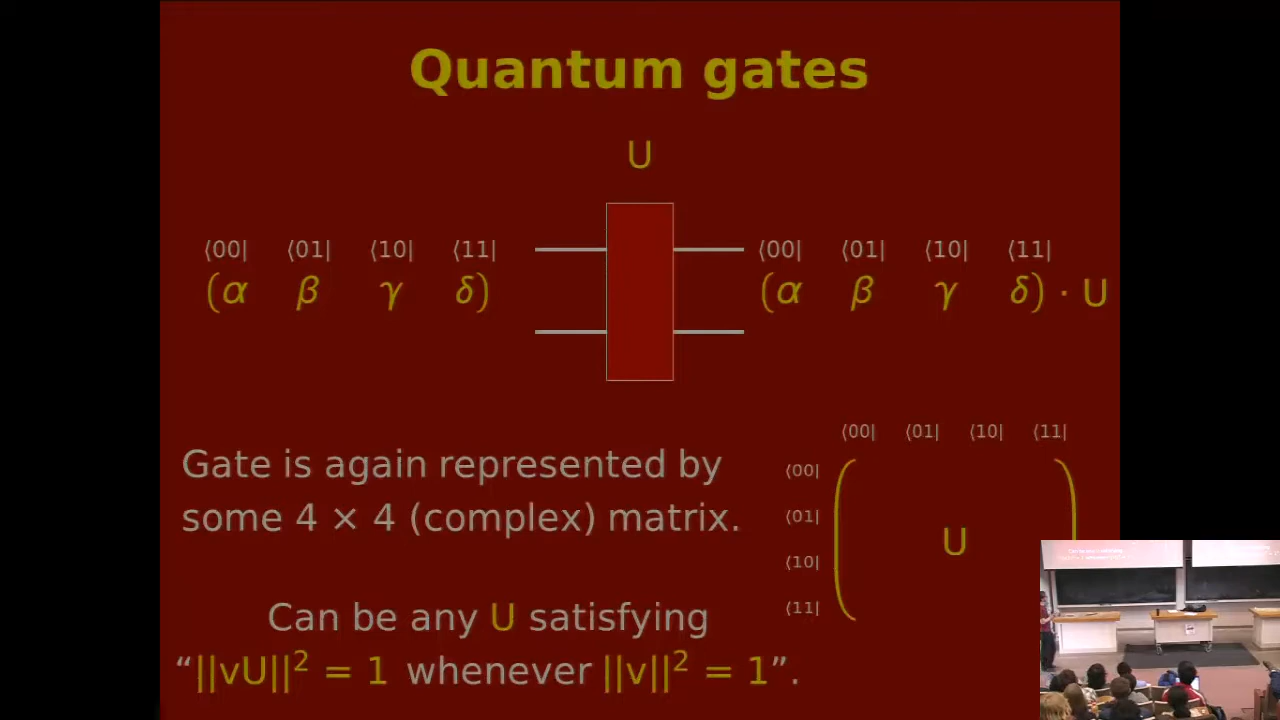 Quantum gates
U
⟨00| ⟨01| ⟨10| ⟨11| ⟨00| ⟨01| ⟨10| ⟨11|
(α β γ δ) (α β γ δ) · U
⟨00| ⟨01| ⟨10| ⟨11|
Gate is again represented by
some 4 × 4 (complex) matrix.
⟨00|
⟨01|
U
⟨10|
⟨11|
Can be any U satisfying
“||vU||² = 1 whenever ||v||² = 1”.